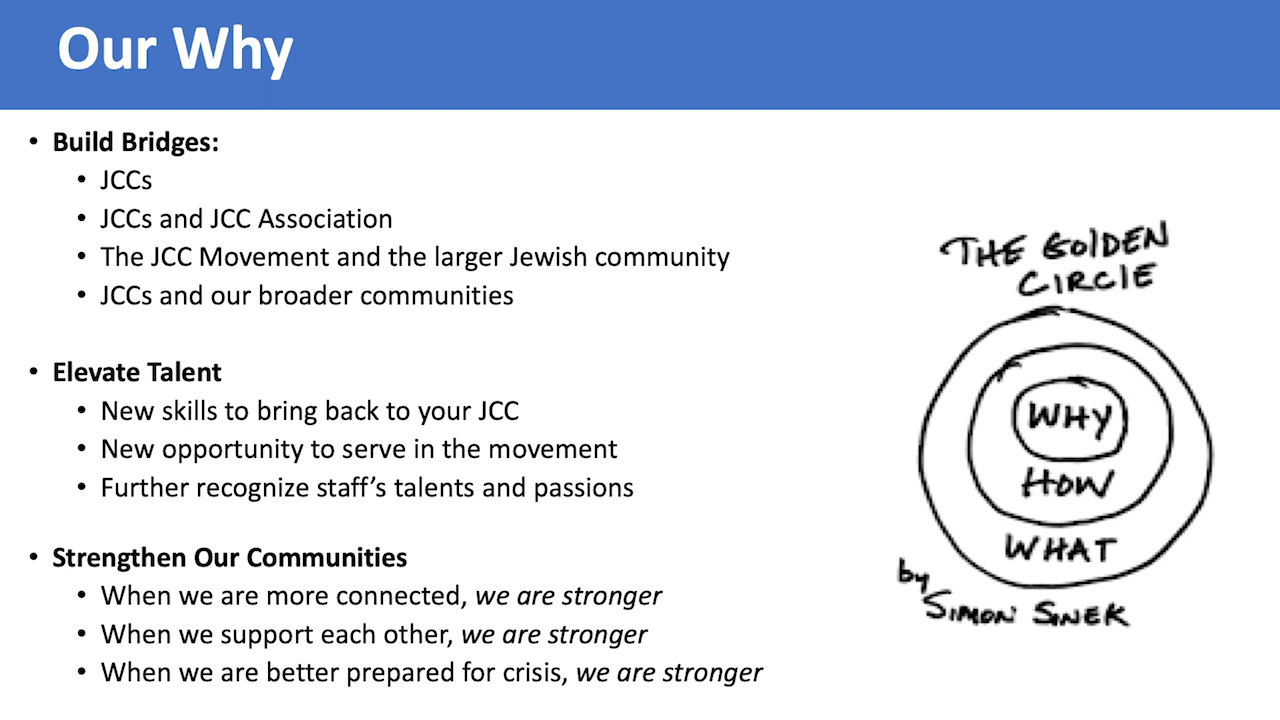 Our Why
• Build Bridges:
• JCCs
• JCCs and JCC Association
• The JCC Movement and the larger Jewish community
• JCCs and our broader communities
• Elevate Talent
• New skills to bring back to your JCC
• New opportunity to serve in the movement
• Further recognize staff’s talents and passions
• Strengthen Our Communities
• When we are more connected, we are stronger
• When we support each other, we are stronger
• When we are better prepared for crisis, we are stronger
THE GOlDEN
CIRClE
WHY
HOW
WHAT
by
SIMON SINEK